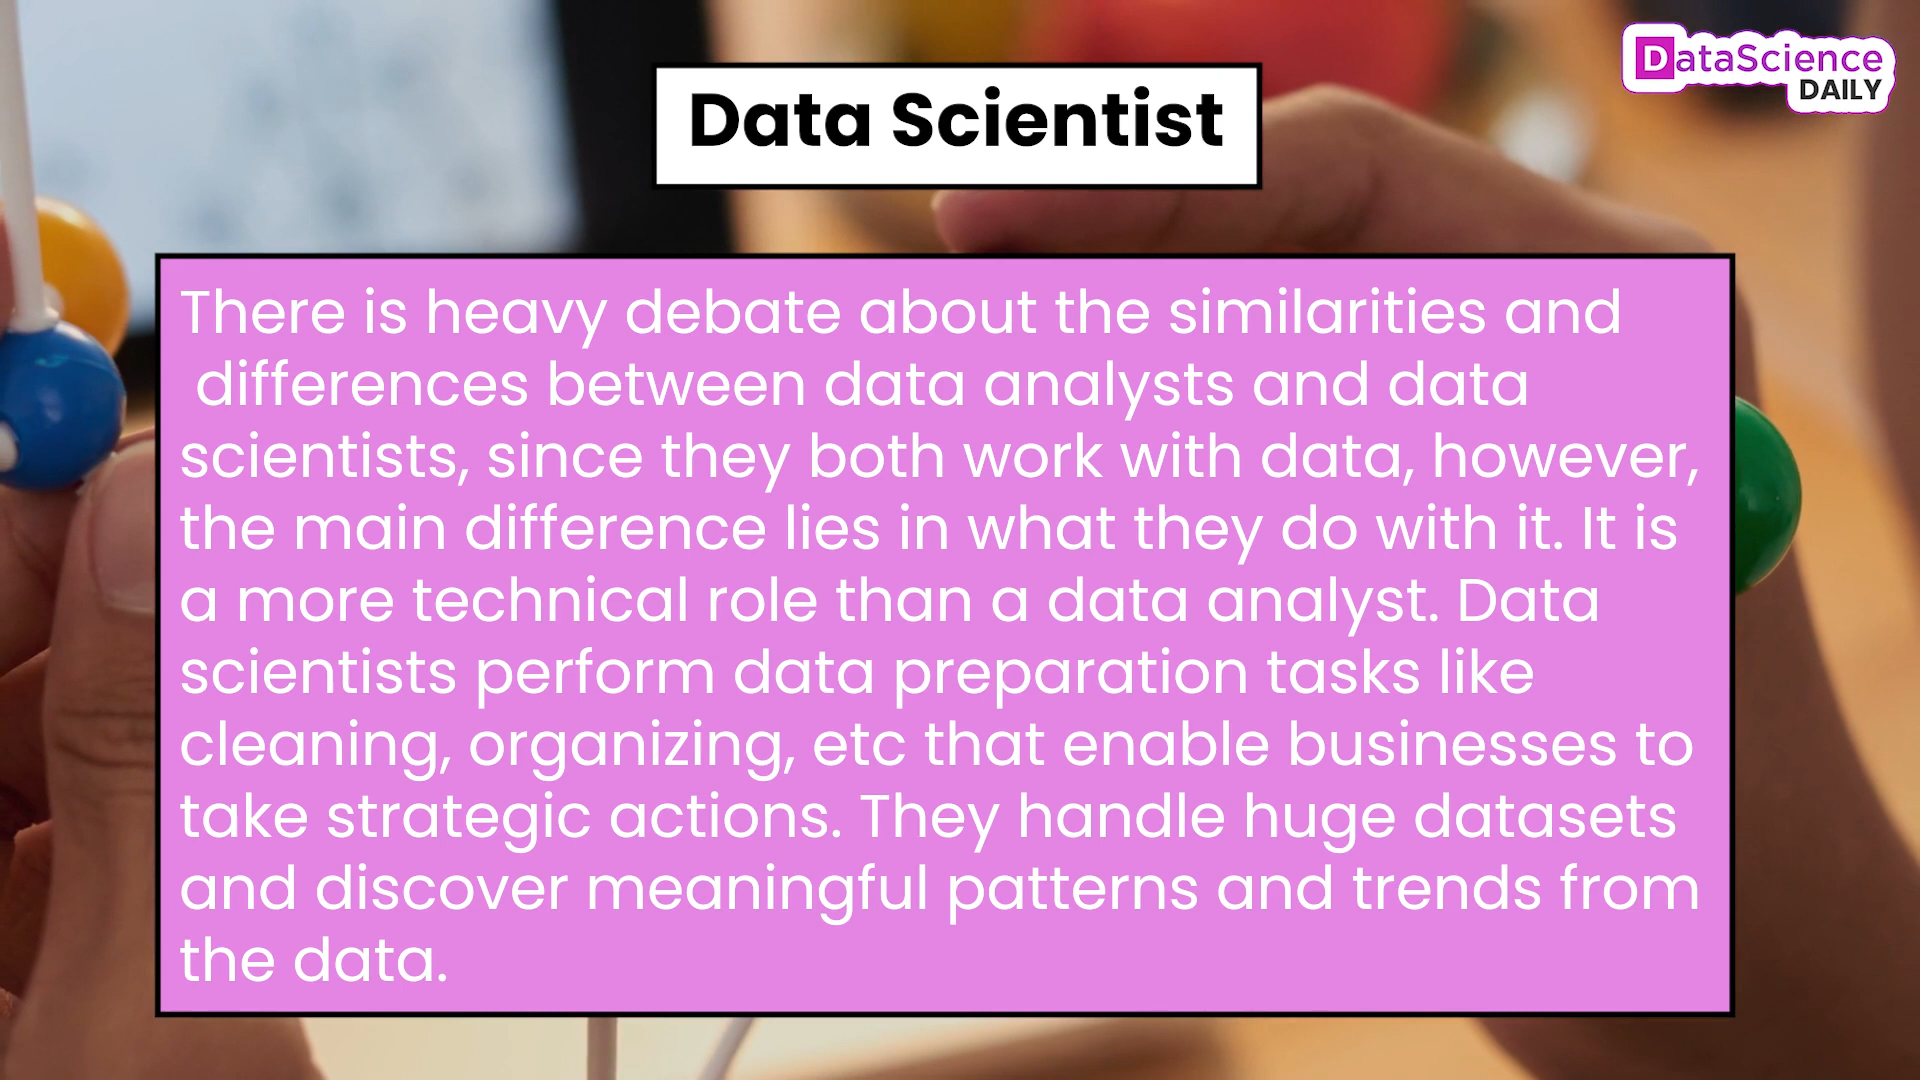 DataScience
DAILY
Data Scientist
There is heavy debate about the similarities and
differences between data analysts and data
scientists, since they both work with data, however,
the main difference lies in what they do with it. It is
a more technical role than a data analyst. Data
scientists perform data preparation tasks like
cleaning, organizing, etc that enable businesses to
take strategic actions. They handle huge datasets
and discover meaningful patterns and trends from
the data.